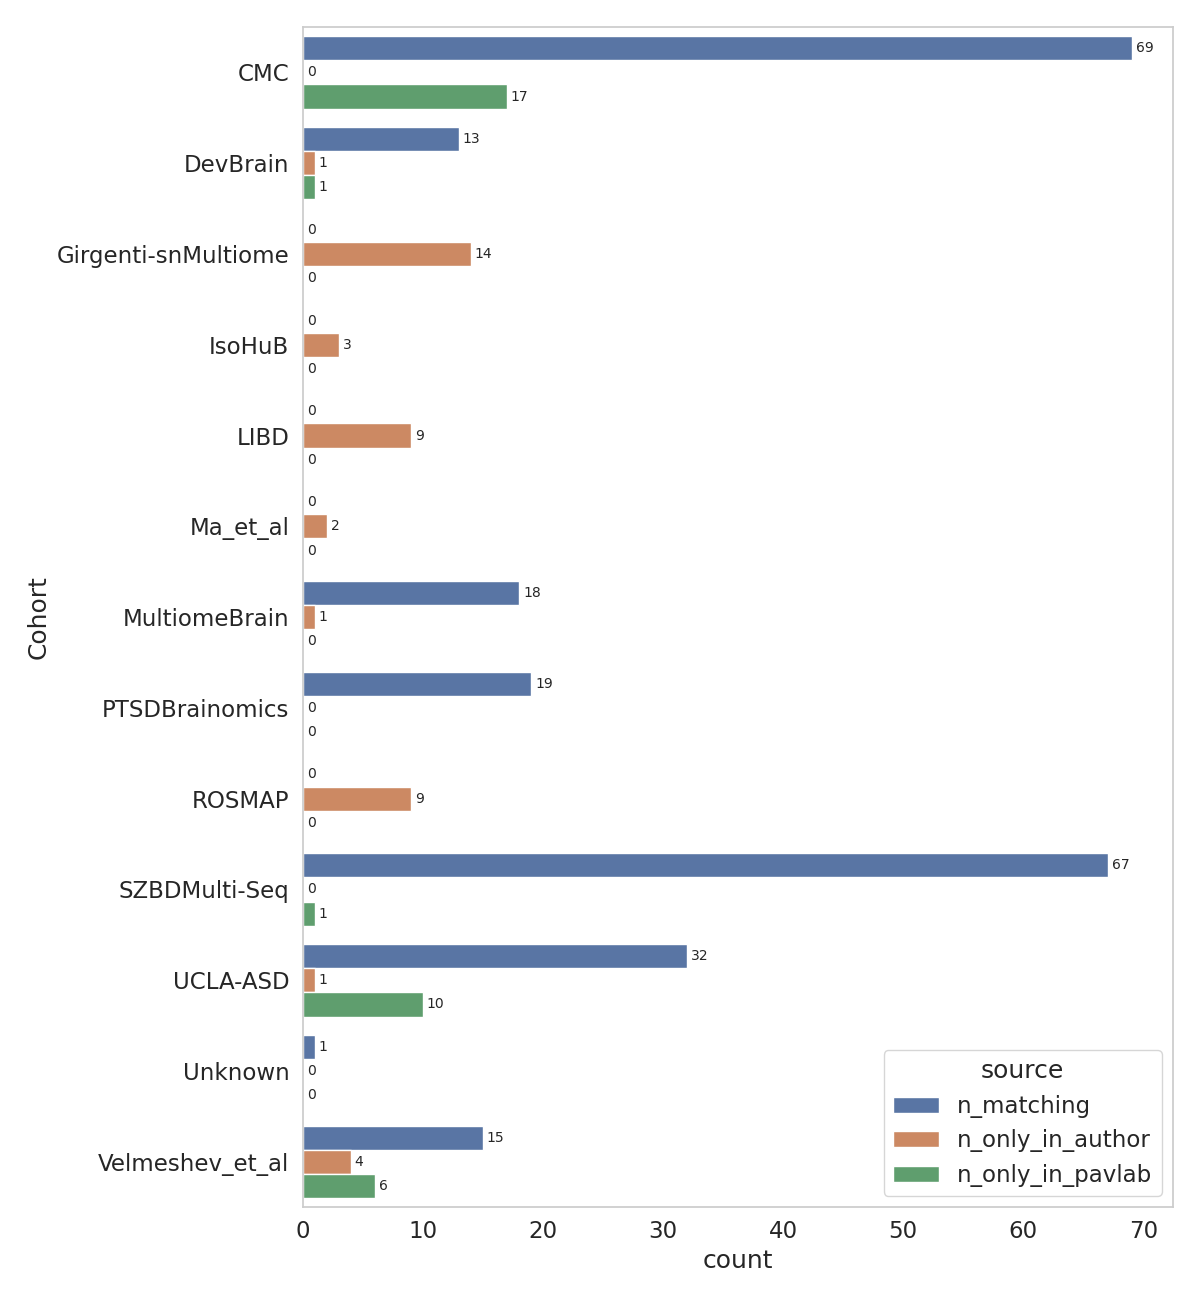 CMC
69
0
17
DevBrain
13
1
1
Girgenti-snMultiome
0
14
0
IsoHuB
0
3
0
LIBD
0
9
0
Ma_et_al
0
2
0
MultiomeBrain
18
1
0
PTSDBrainomics
19
0
0
ROSMAP
0
9
0
SZBDMulti-Seq
67
0
1
UCLA-ASD
32
1
10
Unknown
1
0
0
Velmeshev_et_al
15
4
6
Cohort
source
n_matching
n_only_in_author
n_only_in_pavlab
0 10 20 30 40 50 60 70
count